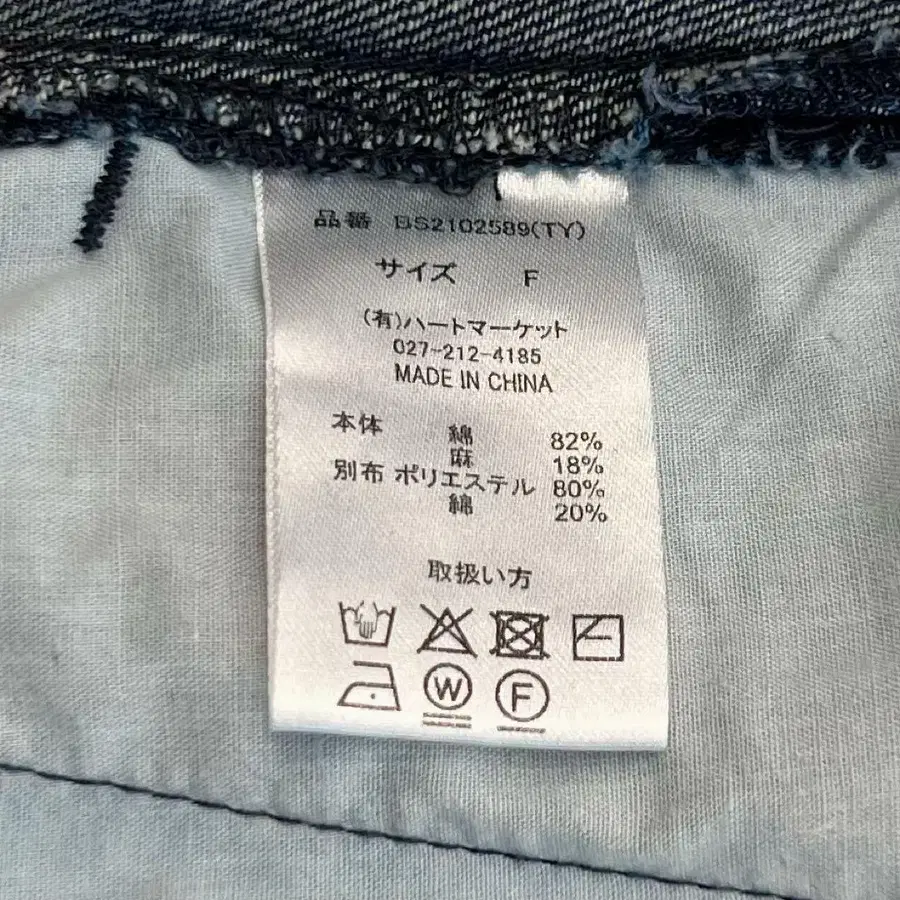 品番 BS2102589(TY)
サイズ F
(有)ハートマーケット
027-212-4185
MADE IN CHINA
本体 綿 82%
麻 18%
別布 ポリエステル 80%
綿 20%
取扱い方
W F